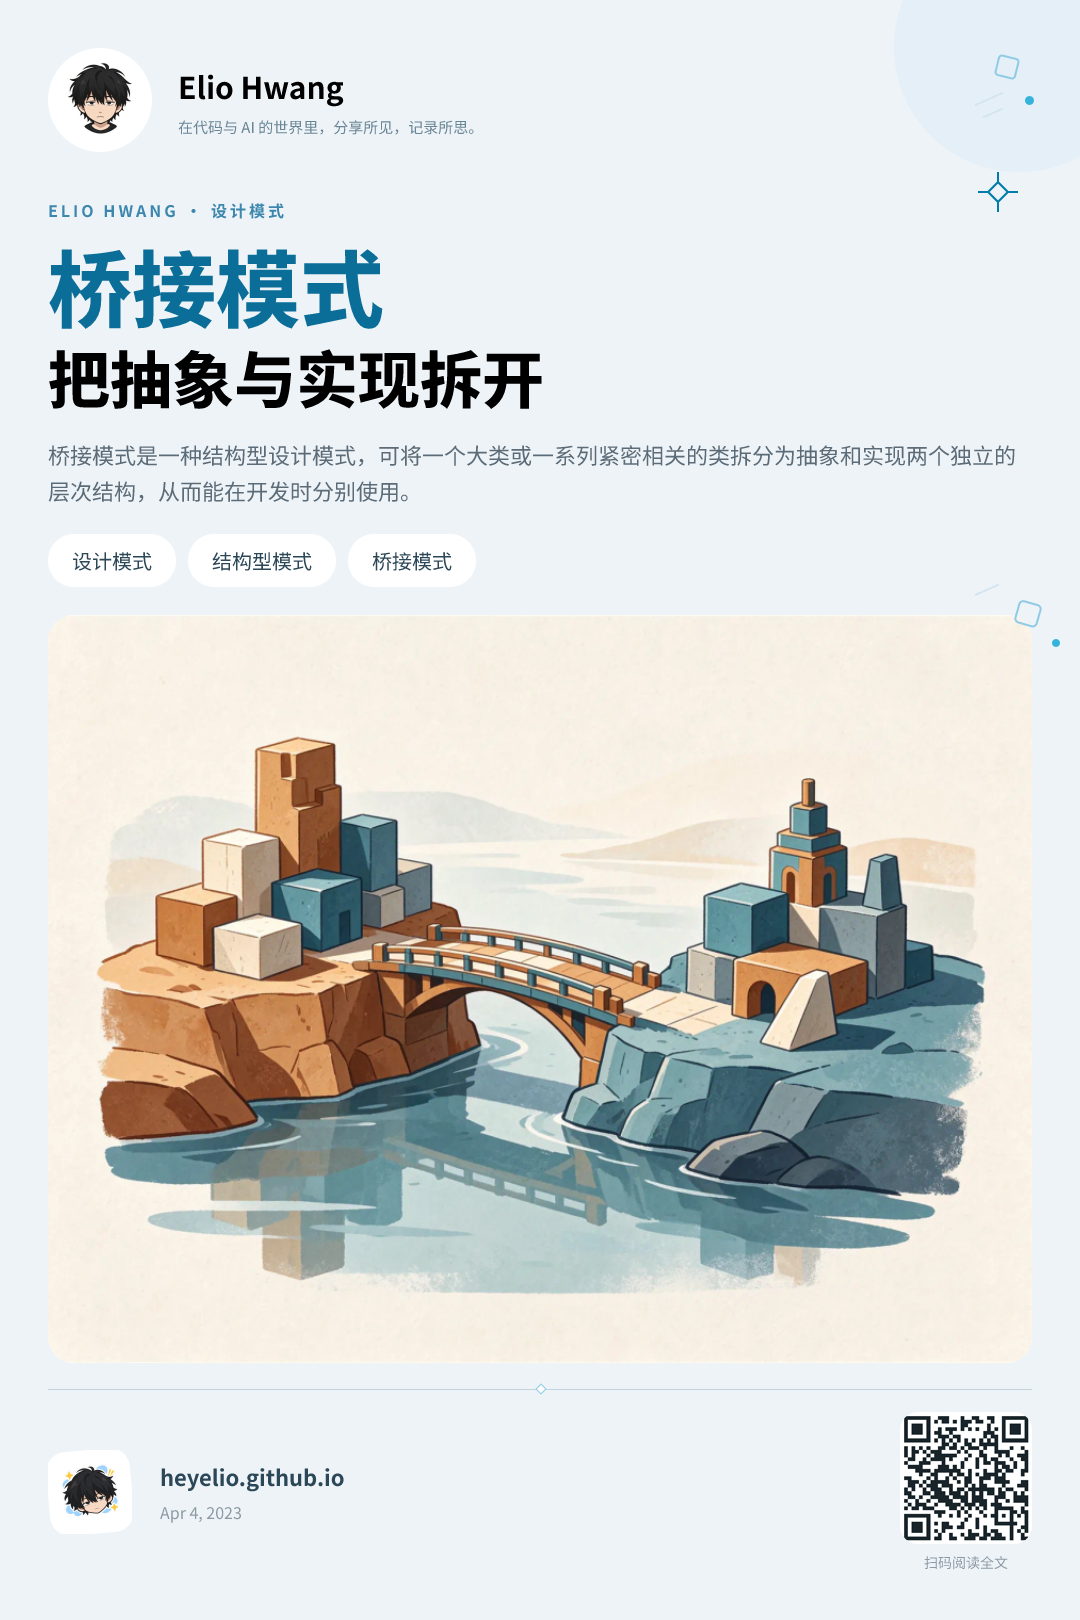 Elio Hwang
在代码与 AI 的世界里，分享所见，记录所思。
ELIO HWANG • 设计模式
桥接模式
把抽象与实现拆开
桥接模式是一种结构型设计模式，可将一个大类或一系列紧密相关的类拆分为抽象和实现两个独立的
层次结构，从而能在开发时分别使用。
设计模式 结构型模式 桥接模式
heyelio.github.io
Apr 4, 2023
扫码阅读全文